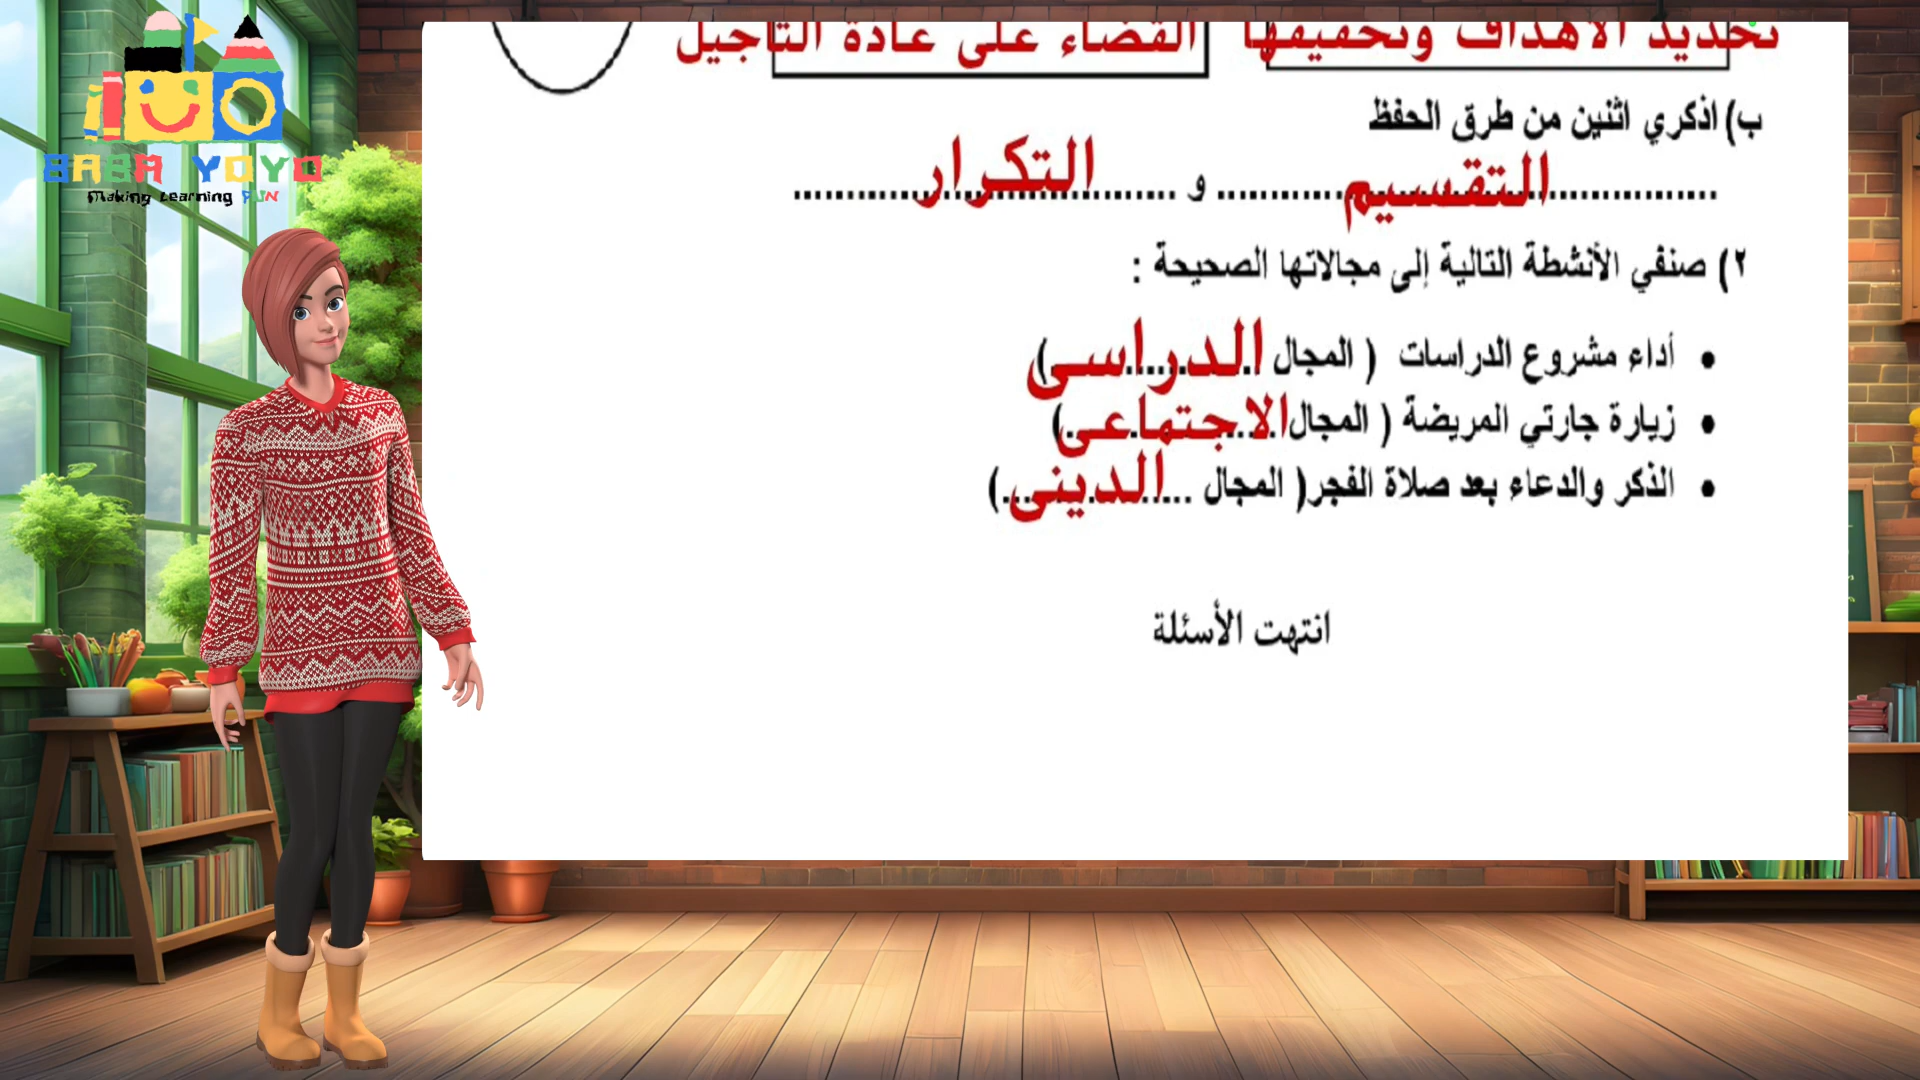 BABA YOYO
Making Learning FUN
تحديد الأهداف وتحقيقها القضاء على عادة التأجيل
ب) اذكري اثنين من طرق الحفظ
..................التقسيم.................. و ..................التكرار..................
٢) صنفي الأنشطة التالية إلى مجالاتها الصحيحة :
• أداء مشروع الدراسات ( المجال الدراسى)
• زيارة جارتي المريضة ( المجال الاجتماعى)
• الذكر والدعاء بعد صلاة الفجر( المجال ...الدينى)
انتهت الأسئلة